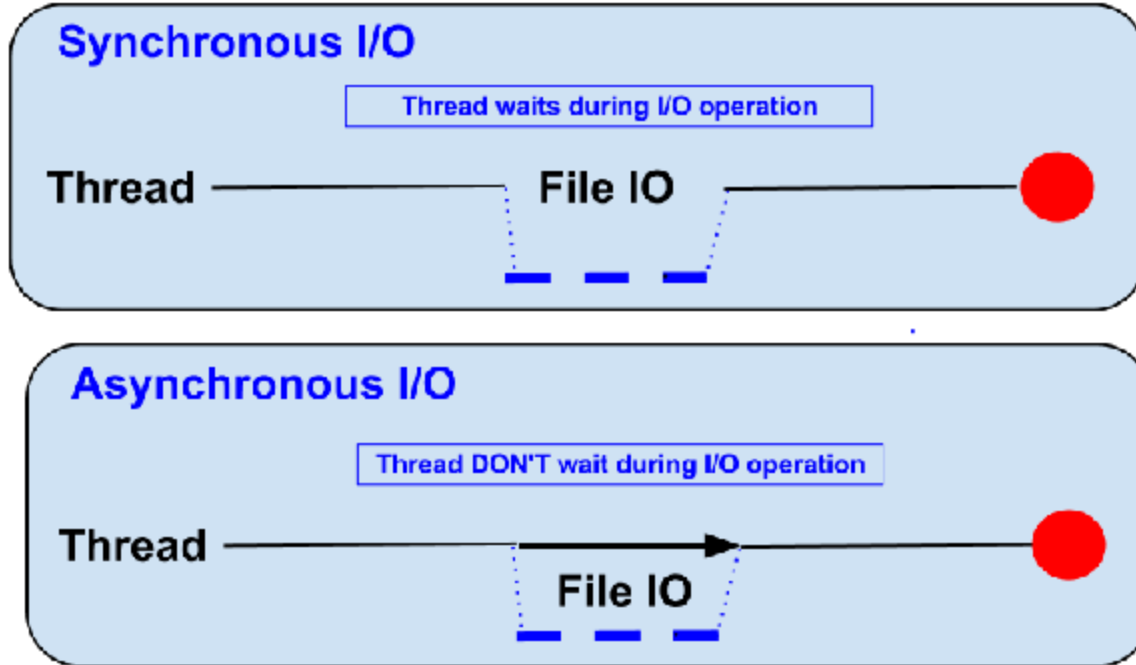 Synchronous I/O
Thread waits during I/O operation
Thread
File IO
Asynchronous I/O
Thread DON'T wait during I/O operation
Thread
File IO